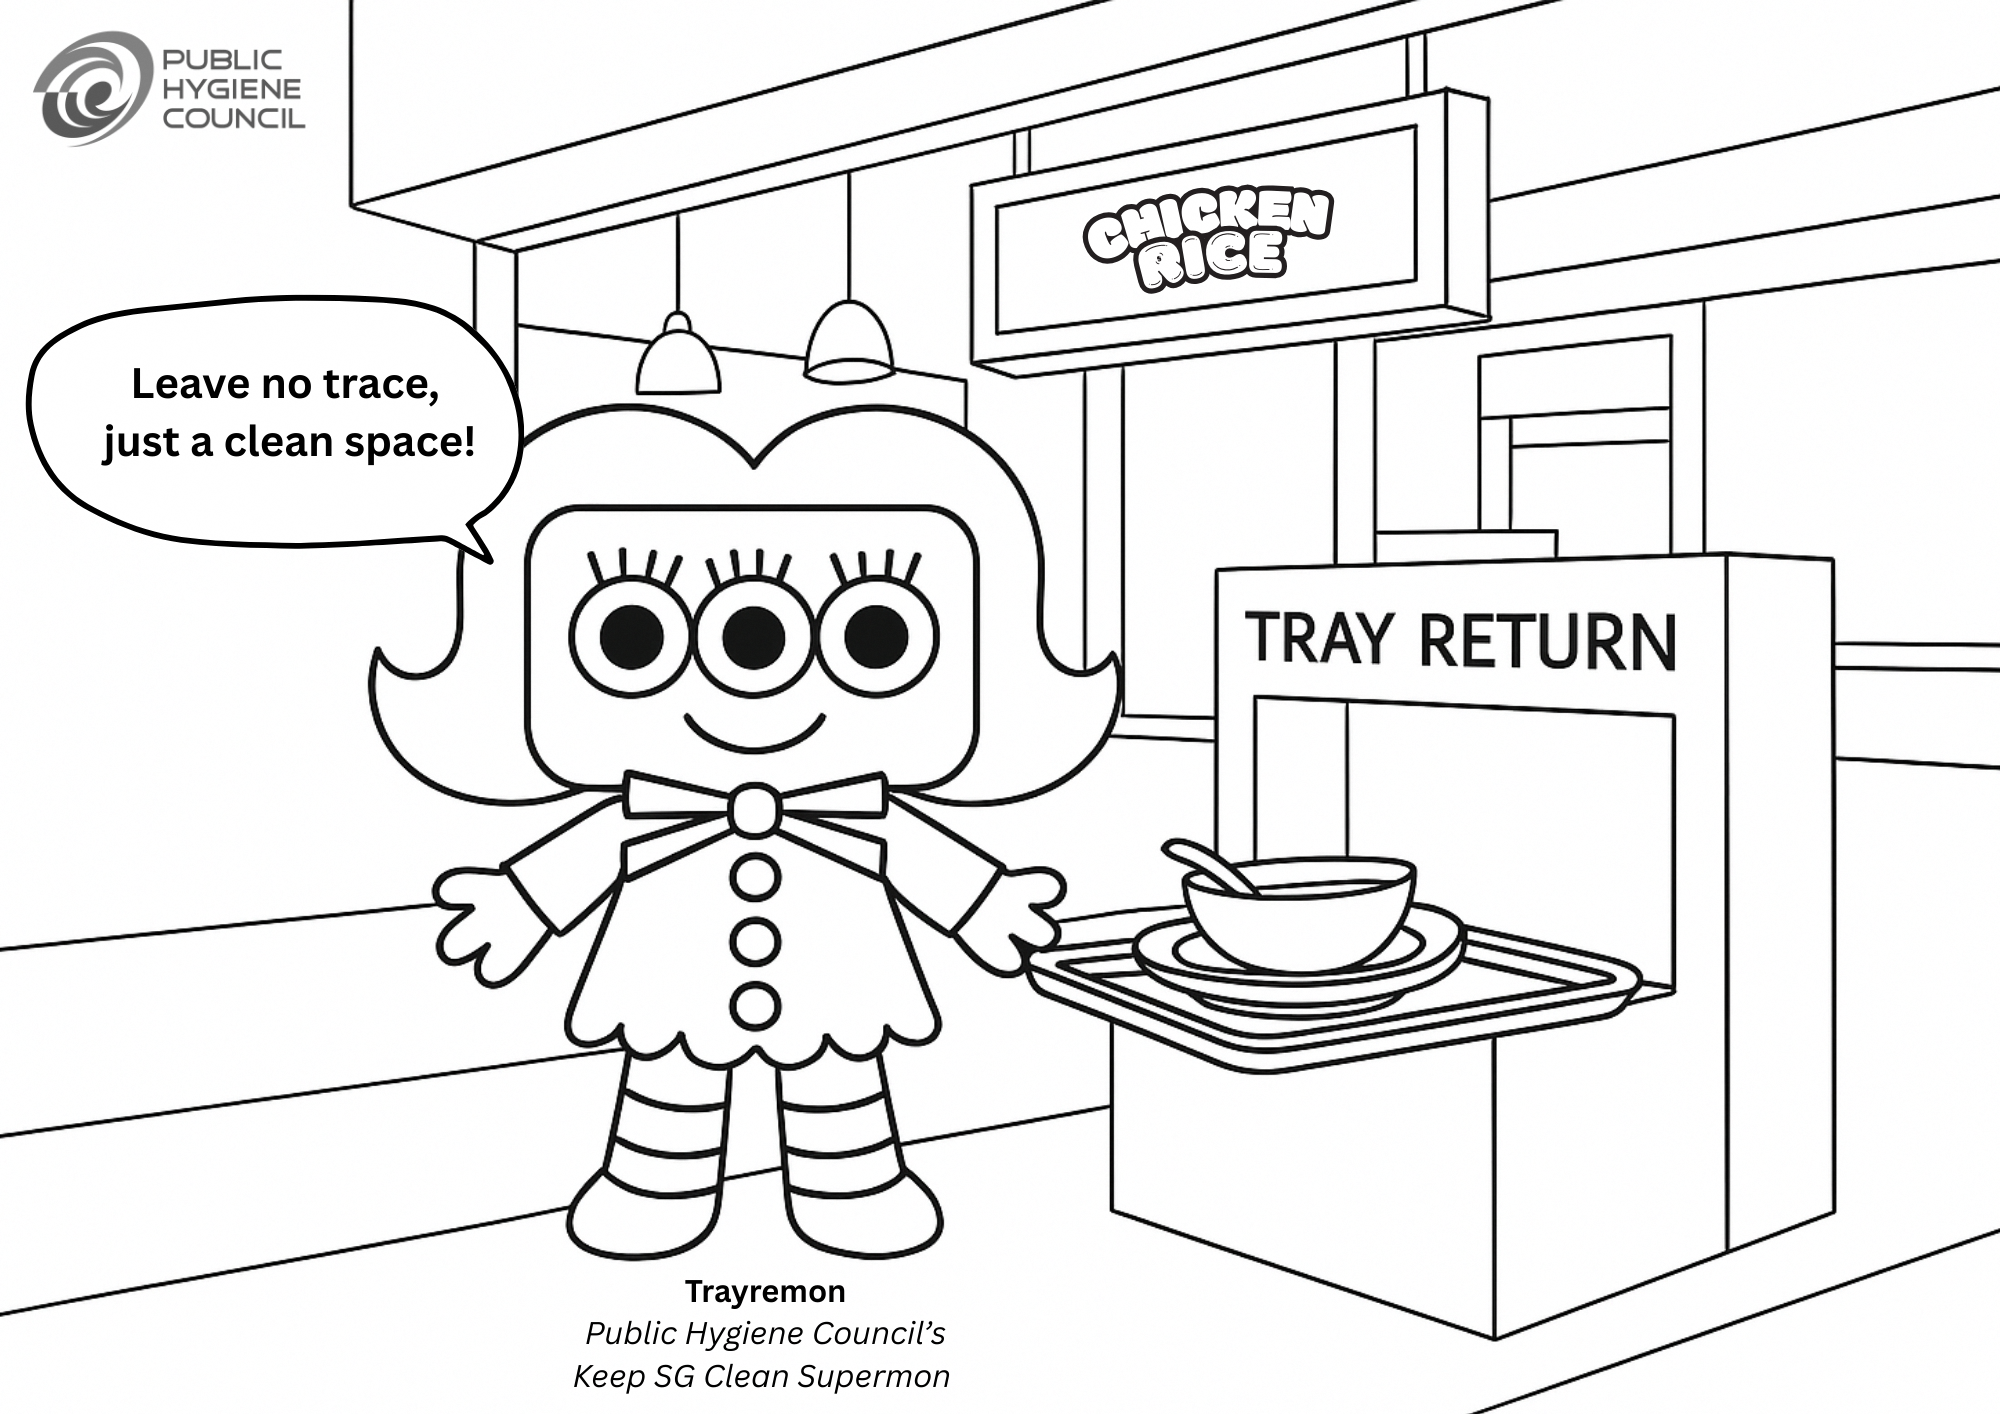 PUBLIC
HYGIENE
COUNCIL
CHICKEN
RICE
Leave no trace,
just a clean space!
TRAY RETURN
Trayremon
Public Hygiene Council’s
Keep SG Clean Supermon